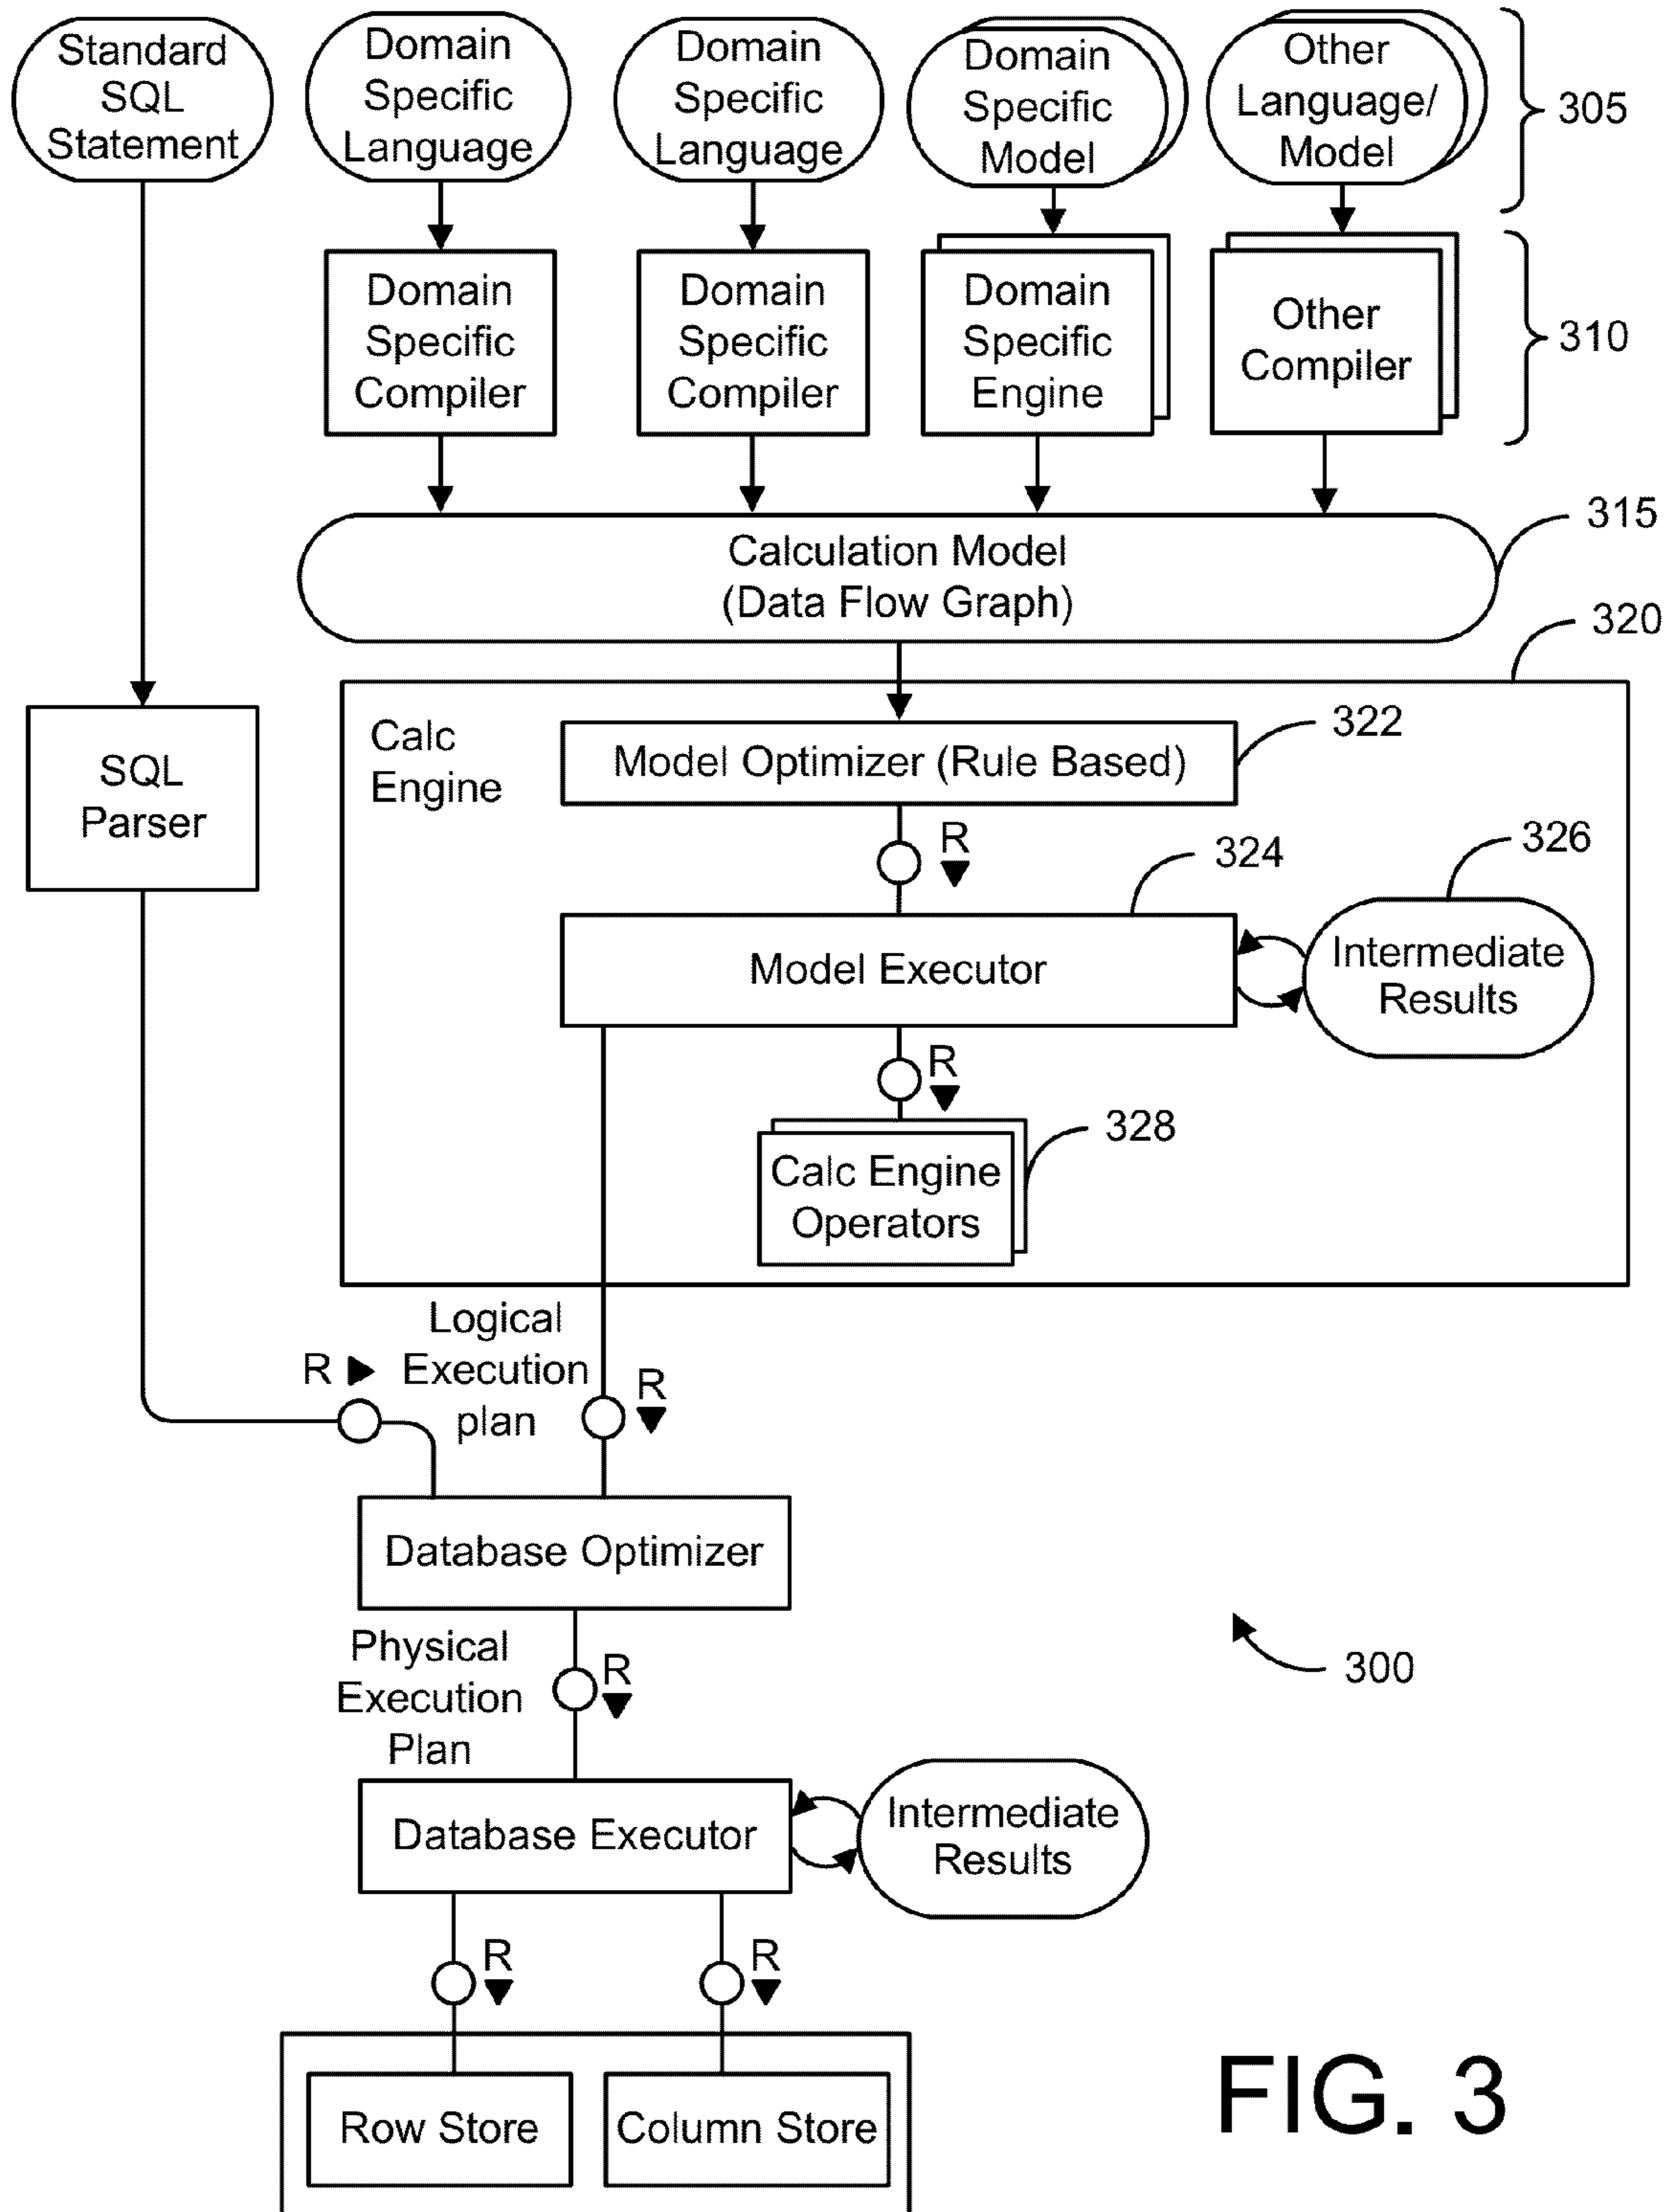 Standard
SQL
Statement
Domain
Specific
Language
Domain
Specific
Language
Domain
Specific
Model
Other
Language/
Model
305
Domain
Specific
Compiler
Domain
Specific
Compiler
Domain
Specific
Engine
Other
Compiler
310
Calculation Model
(Data Flow Graph)
315
320
SQL
Parser
Calc
Engine
Model Optimizer (Rule Based)
322
R
324
326
Model Executor
Intermediate
Results
R
328
Calc Engine
Operators
Logical
Execution
plan
R
R
Database Optimizer
Physical
Execution
Plan
R
300
Database Executor
Intermediate
Results
R
R
Row Store
Column Store
FIG. 3